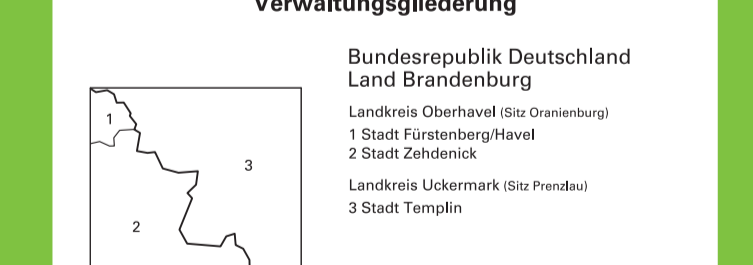 Verwaltungsgliederung
Bundesrepublik Deutschland
Land Brandenburg
Landkreis Oberhavel (Sitz Oranienburg)
1 Stadt Fürstenberg/Havel
2 Stadt Zehdenick
Landkreis Uckermark (Sitz Prenzlau)
3 Stadt Templin
1
3
2